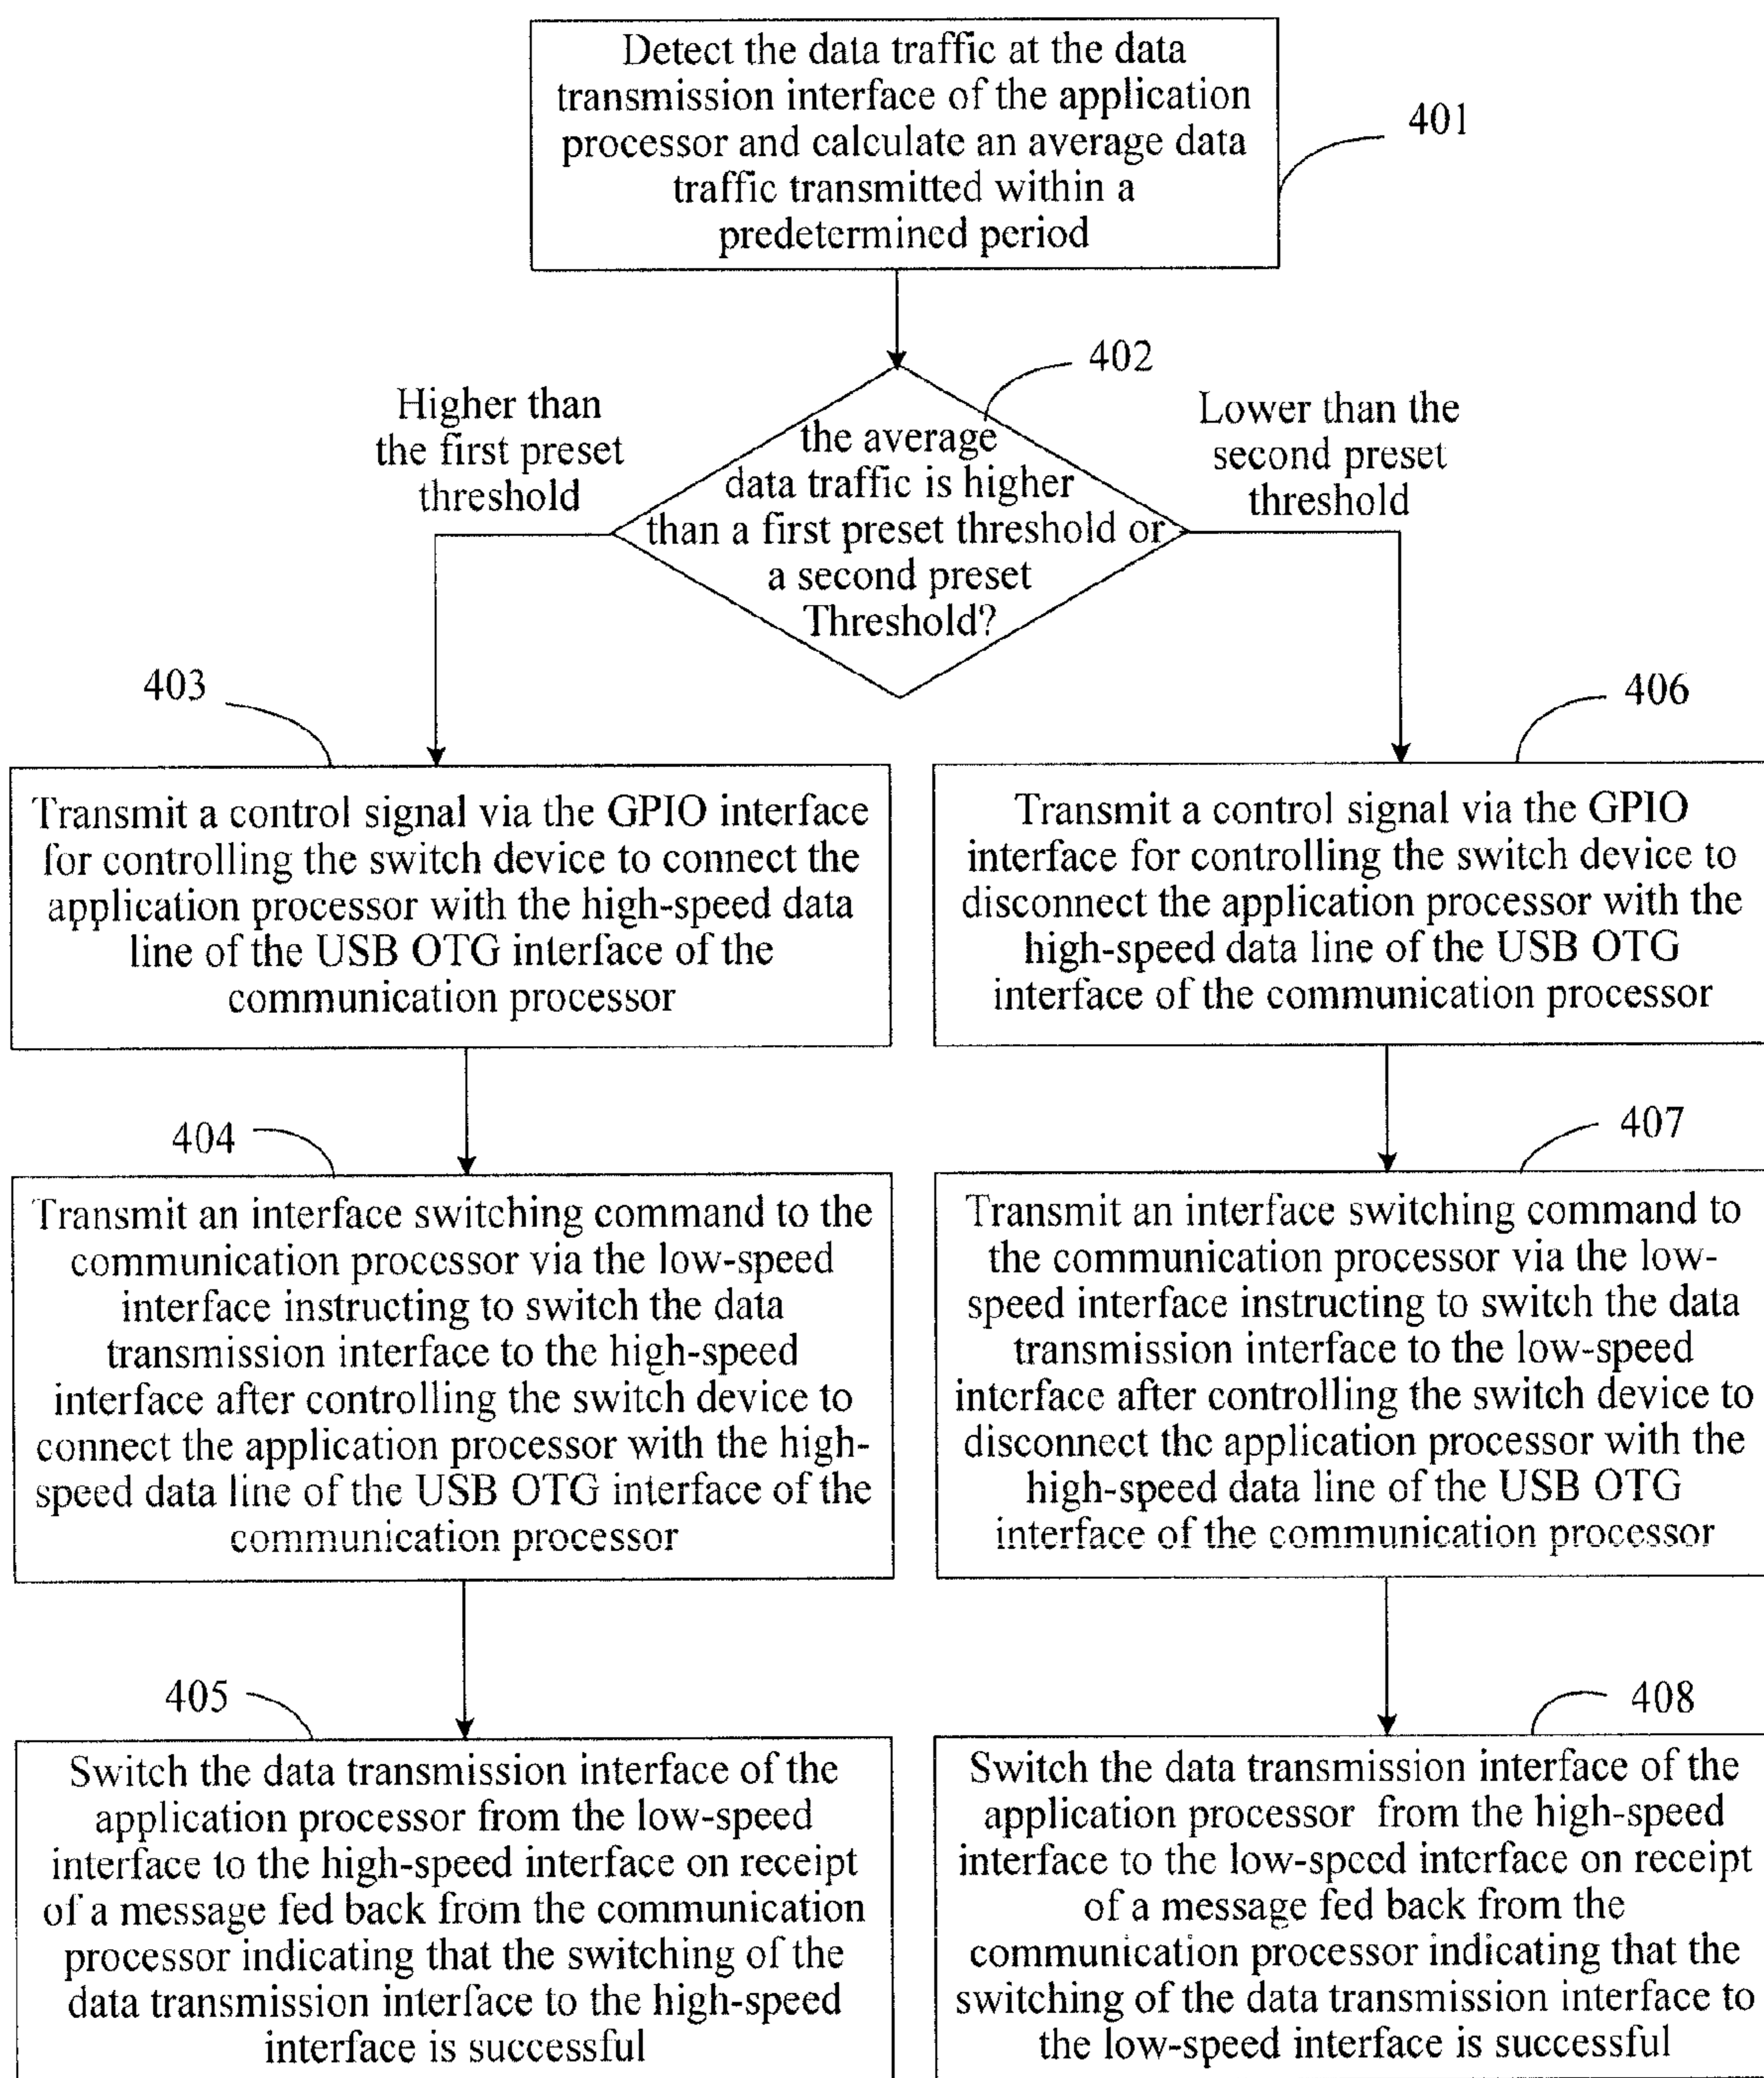 Detect the data traffic at the data
transmission interface of the application
processor and calculate an average data
traffic transmitted within a
predetermined period
401
402
Higher than
the first preset
threshold
the average
data traffic is higher
than a first preset threshold or
a second preset
Threshold?
Lower than the
second preset
threshold
403
Transmit a control signal via the GPIO interface
for controlling the switch device to connect the
application processor with the high-speed data
line of the USB OTG interface of the
communication processor
406
Transmit a control signal via the GPIO
interface for controlling the switch device to
disconnect the application processor with the
high-speed data line of the USB OTG
interface of the communication processor
404
Transmit an interface switching command to the
communication processor via the low-speed
interface instructing to switch the data
transmission interface to the high-speed
interface after controlling the switch device to
connect the application processor with the high-
speed data line of the USB OTG interface of the
communication processor
407
Transmit an interface switching command to
the communication processor via the low-
speed interface instructing to switch the data
transmission interface to the low-speed
interface after controlling the switch device to
disconnect the application processor with the
high-speed data line of the USB OTG
interface of the communication processor
405
Switch the data transmission interface of the
application processor from the low-speed
interface to the high-speed interface on receipt
of a message fed back from the communication
processor indicating that the switching of the
data transmission interface to the high-speed
interface is successful
408
Switch the data transmission interface of the
application processor from the high-speed
interface to the low-speed interface on receipt
of a message fed back from the
communication processor indicating that the
switching of the data transmission interface to
the low-speed interface is successful